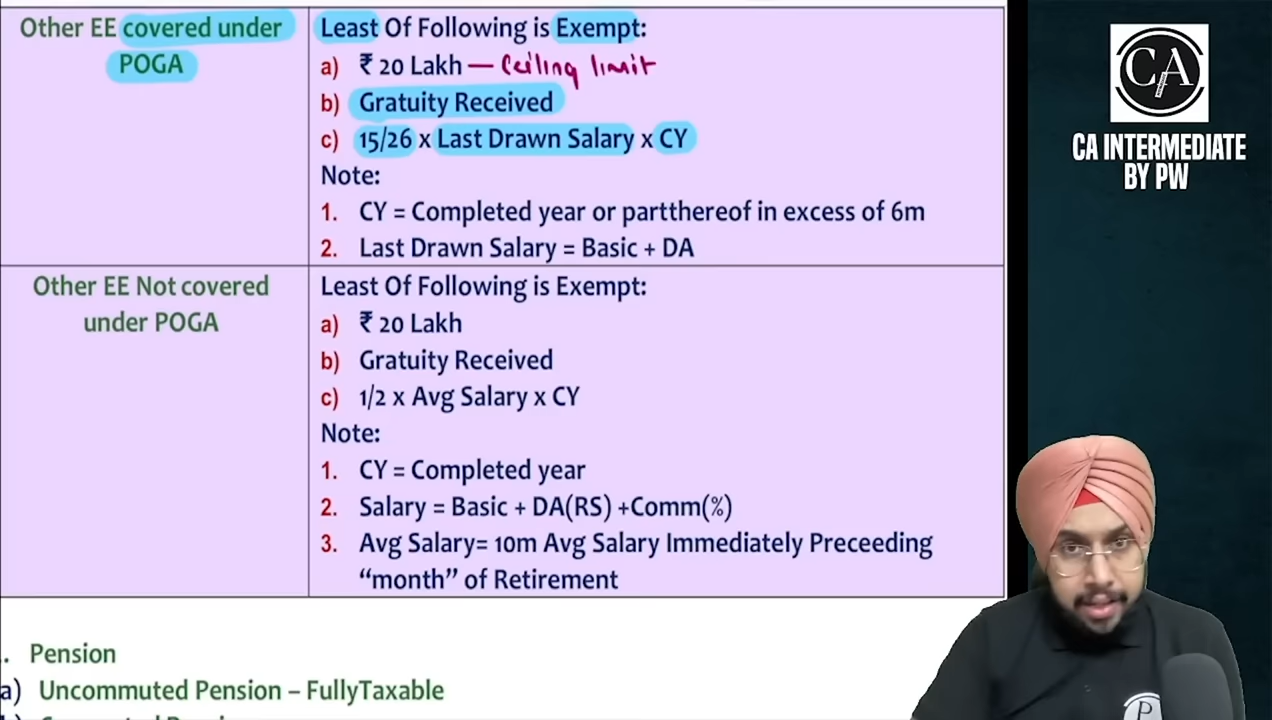 Other EE covered under
POGA
Least Of Following is Exempt:
a) ₹ 20 Lakh — Ceiling limit
b) Gratuity Received
c) 15/26 x Last Drawn Salary x CY
Note:
1. CY = Completed year or partthereof in excess of 6m
2. Last Drawn Salary = Basic + DA
Other EE Not covered
under POGA
Least Of Following is Exempt:
a) ₹ 20 Lakh
b) Gratuity Received
c) 1/2 x Avg Salary x CY
Note:
1. CY = Completed year
2. Salary = Basic + DA(RS) +Comm(%)
3. Avg Salary= 10m Avg Salary Immediately Preceeding
“month” of Retirement
. Pension
a) Uncommuted Pension – FullyTaxable
CA
CA INTERMEDIATE
BY PW
P